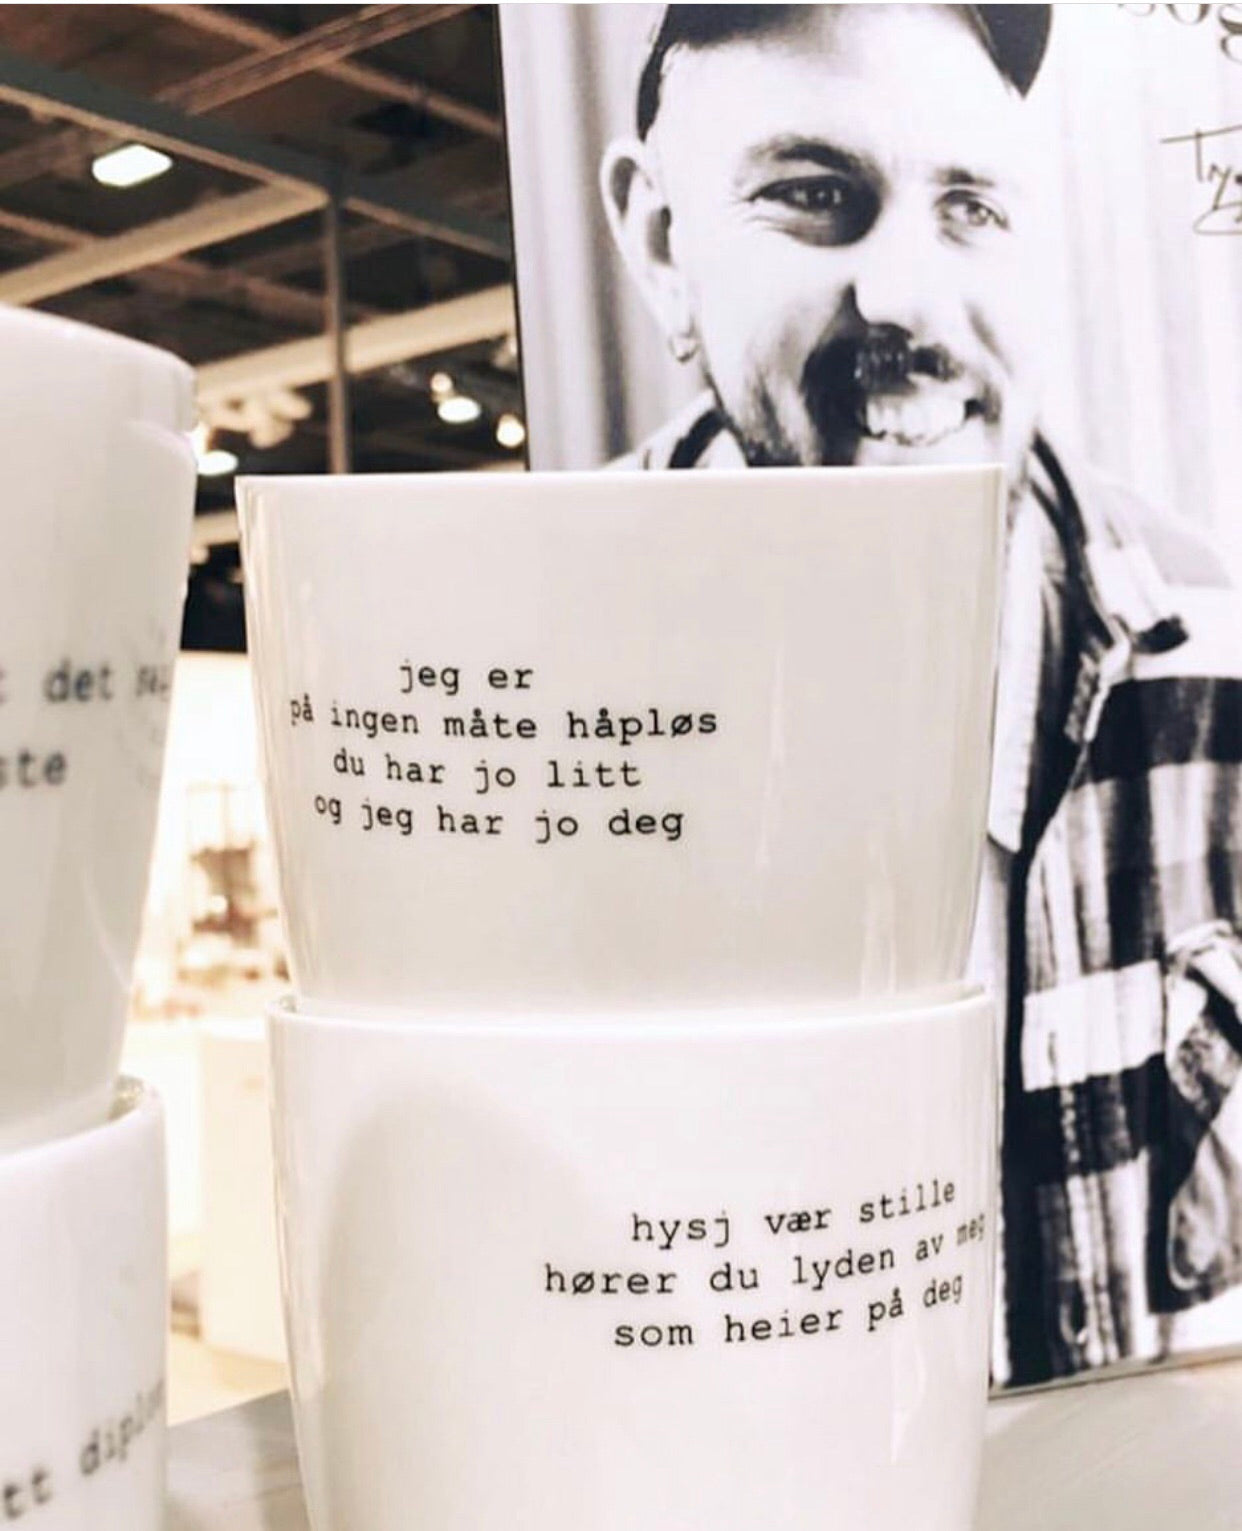 jeg er
på ingen måte håpløs
du har jo litt
og jeg har jo deg
hysj vær stille
hører du lyden av meg
som heier på deg
det
ste
tt